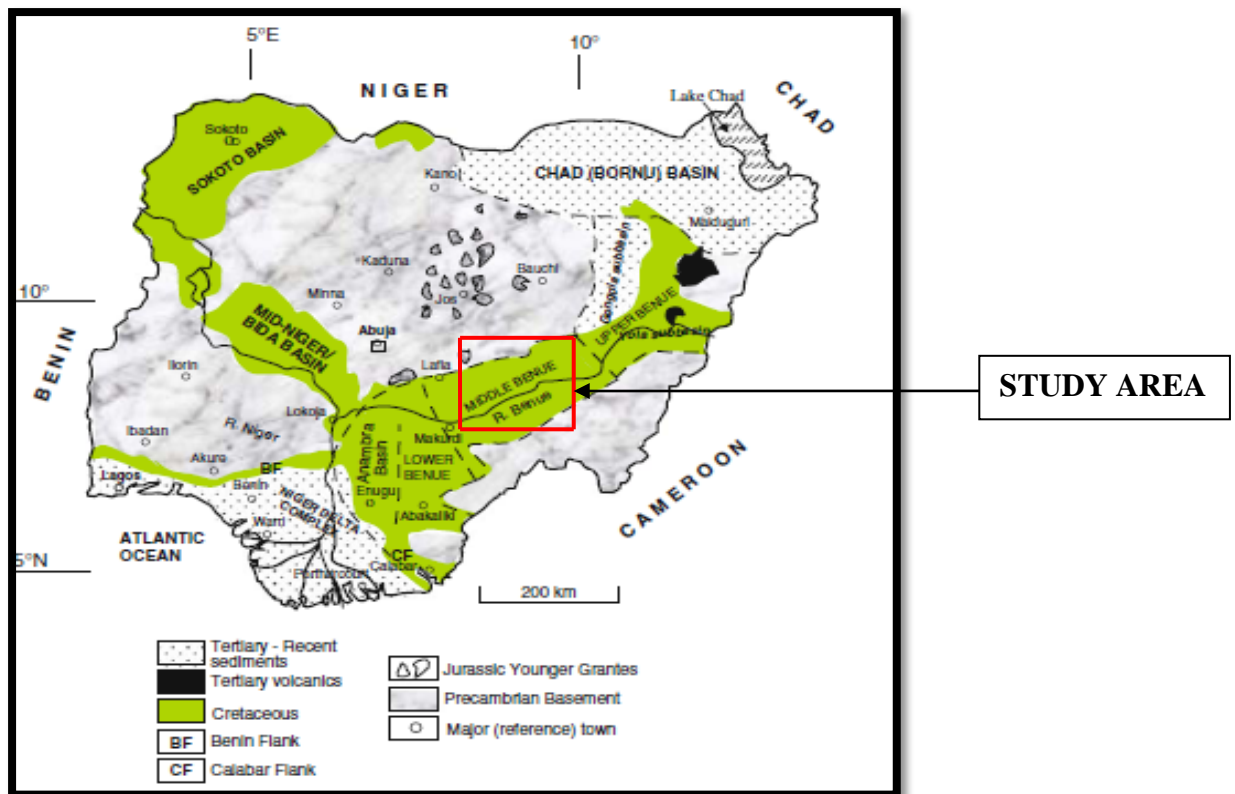 5°E
10°
NIGER
CHAD
Lake Chad
Sokoto
SOKOTO BASIN
Kano
CHAD (BORNU) BASIN
Maiduguri
Kaduna
Bauchi
Gongola subbasin
10°
Minna
Jos
UPPER BENUE
MID-NIGER/
BIDA BASIN
Abuja
Yola subbasin
BENIN
Ilorin
Lafia
MIDDLE BENUE
STUDY AREA
R. Benue
Lokoja
Ibadan
R. Niger
Makurdi
Anambra
Basin
LOWER
BENUE
Akure
BF
Lagos
Benin
Enugu
CAMEROON
NIGER DELTA
COMPLEX
Abakaliki
Warri
ATLANTIC
OCEAN
CF
5°N
Portharcourt
Calabar
200 km
Tertiary - Recent
sediments
Tertiary volcanics
Cretaceous
BF Benin Flank
CF Calabar Flank
Jurassic Younger Grantes
Precambrian Basement
Major (reference) town